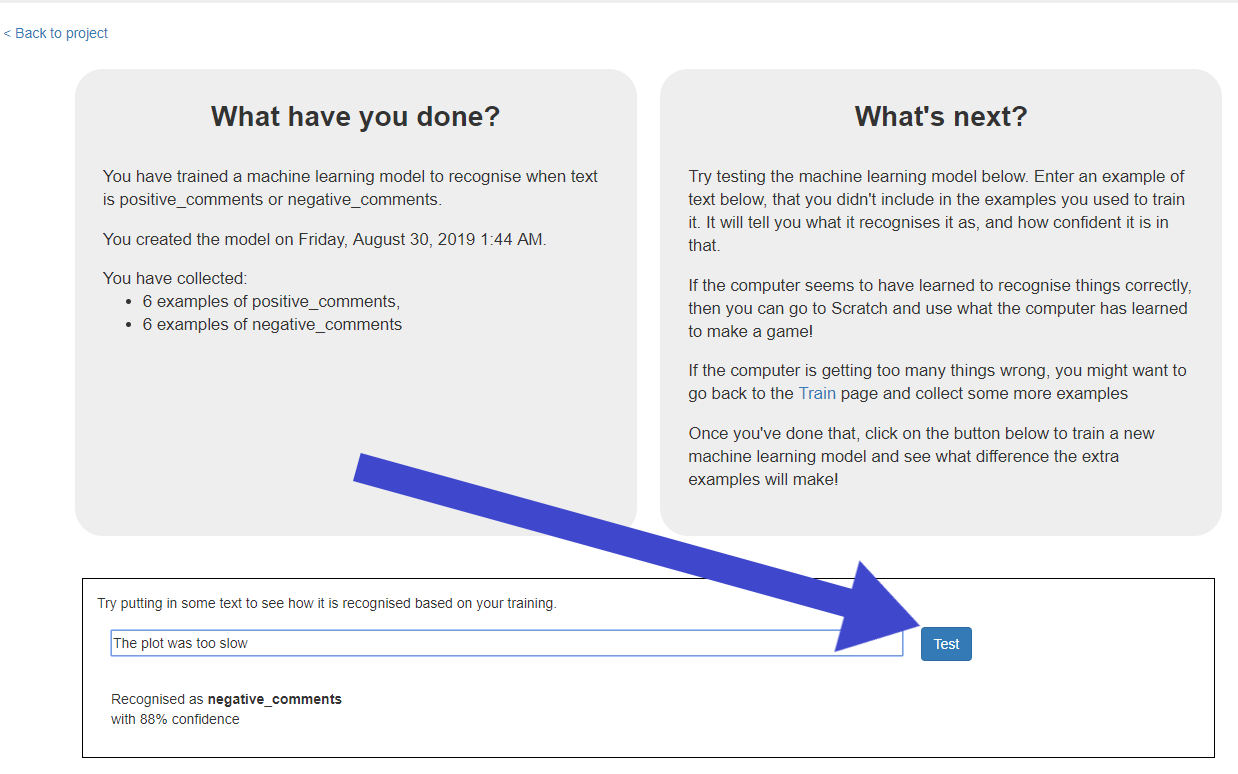 < Back to project
What have you done?
You have trained a machine learning model to recognise when text
is positive_comments or negative_comments.
You created the model on Friday, August 30, 2019 1:44 AM.
You have collected:
• 6 examples of positive_comments,
• 6 examples of negative_comments
What's next?
Try testing the machine learning model below. Enter an example of
text below, that you didn't include in the examples you used to train
it. It will tell you what it recognises it as, and how confident it is in
that.
If the computer seems to have learned to recognise things correctly,
then you can go to Scratch and use what the computer has learned
to make a game!
If the computer is getting too many things wrong, you might want to
go back to the Train page and collect some more examples
Once you've done that, click on the button below to train a new
machine learning model and see what difference the extra
examples will make!
Try putting in some text to see how it is recognised based on your training.
The plot was too slow
Test
Recognised as negative_comments
with 88% confidence